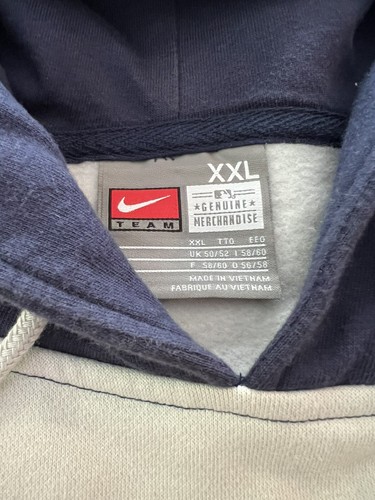 XXL
GENUINE
MERCHANDISE
TEAM
XXL TTG EEG
UK 50/52 I 58/60
F 58/60 D 56/58
MADE IN VIETNAM
FABRIQUE AU VIETNAM